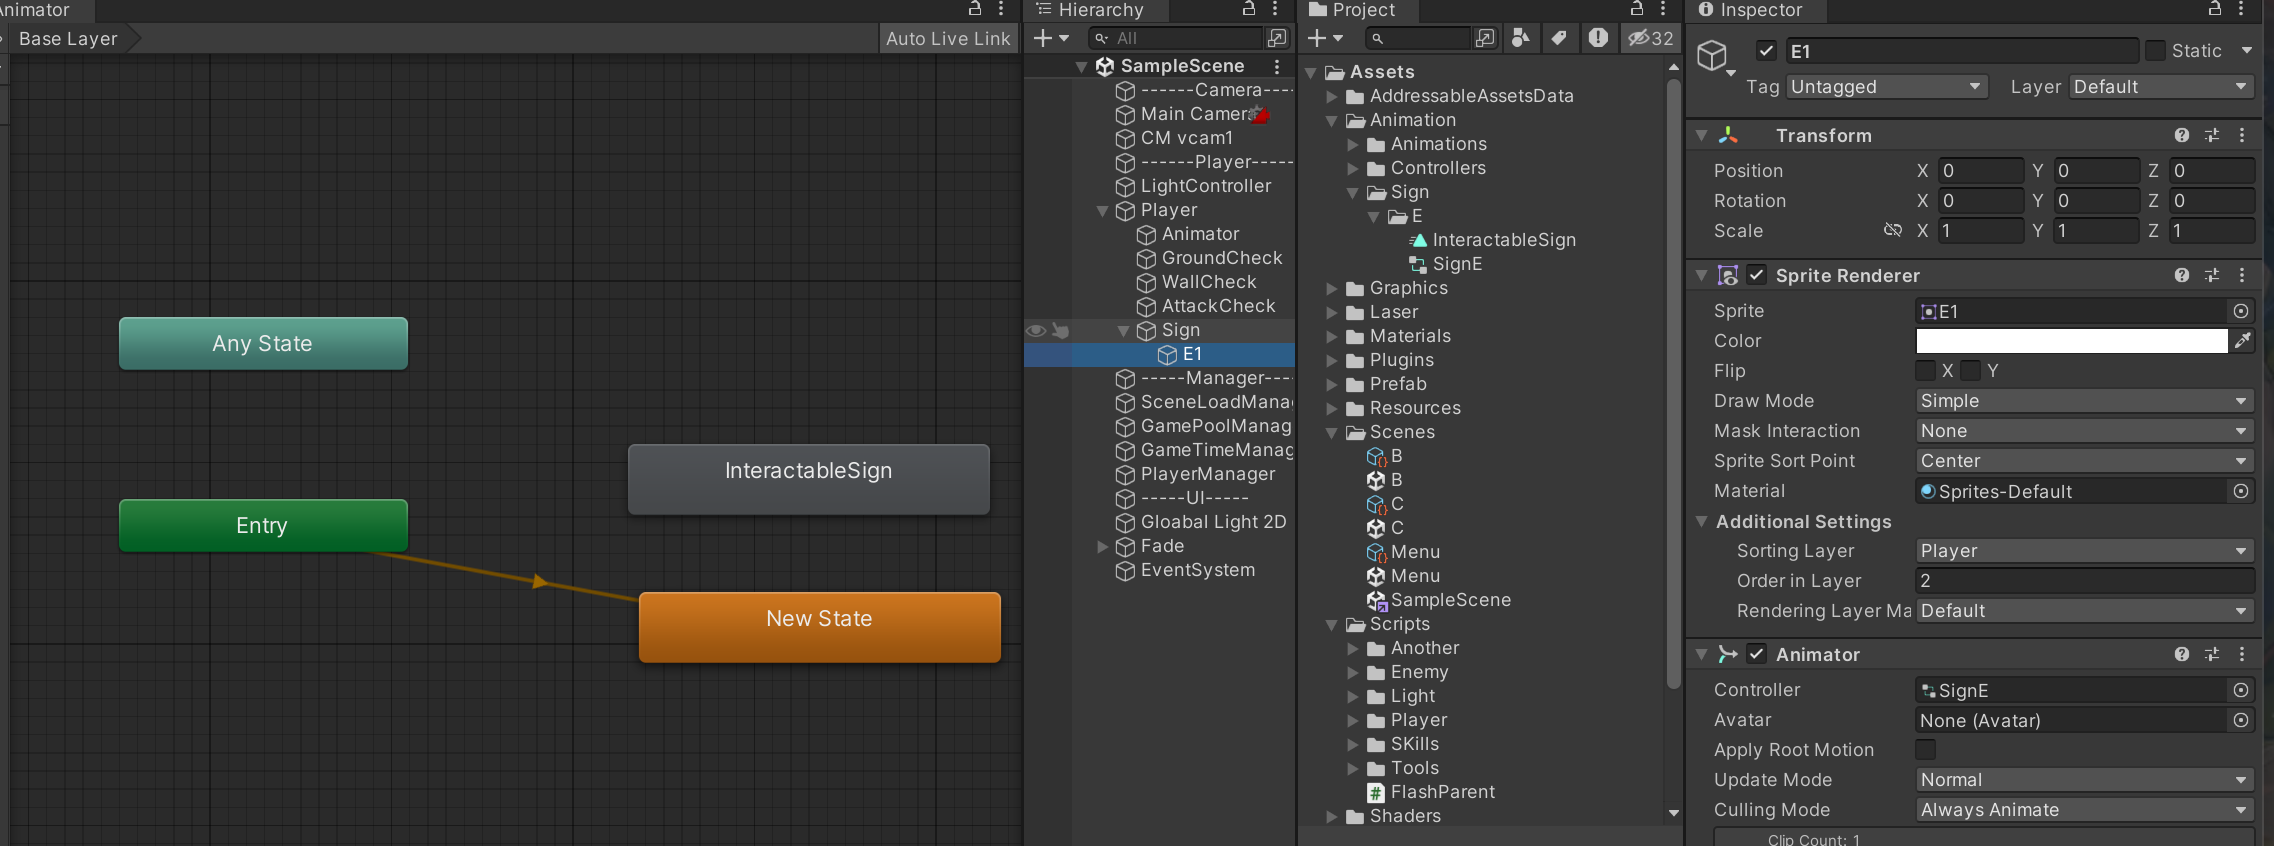 Animator
Base Layer
Auto Live Link
Any State
Entry
InteractableSign
New State
Hierarchy
All
SampleScene
------Camera----
Main Camera
CM vcam1
------Player-----
LightController
Player
Animator
GroundCheck
WallCheck
AttackCheck
Sign
E1
-----Manager----
SceneLoadMana
GamePoolManag
GameTimeManag
PlayerManager
-----UI-----
Gloabal Light 2D
Fade
EventSystem
Project
32
Assets
AddressableAssetsData
Animation
Animations
Controllers
Sign
E
InteractableSign
SignE
Graphics
Laser
Materials
Plugins
Prefab
Resources
Scenes
B
B
C
C
Menu
Menu
SampleScene
Scripts
Another
Enemy
Light
Player
SKills
Tools
FlashParent
Shaders
Inspector
E1 Static
Tag Untagged Layer Default
Transform
Position X 0 Y 0 Z 0
Rotation X 0 Y 0 Z 0
Scale X 1 Y 1 Z 1
Sprite Renderer
Sprite E1
Color
Flip X Y
Draw Mode Simple
Mask Interaction None
Sprite Sort Point Center
Material Sprites-Default
Additional Settings
Sorting Layer Player
Order in Layer 2
Rendering Layer Ma Default
Animator
Controller SignE
Avatar None (Avatar)
Apply Root Motion
Update Mode Normal
Culling Mode Always Animate
Clip Count: 1